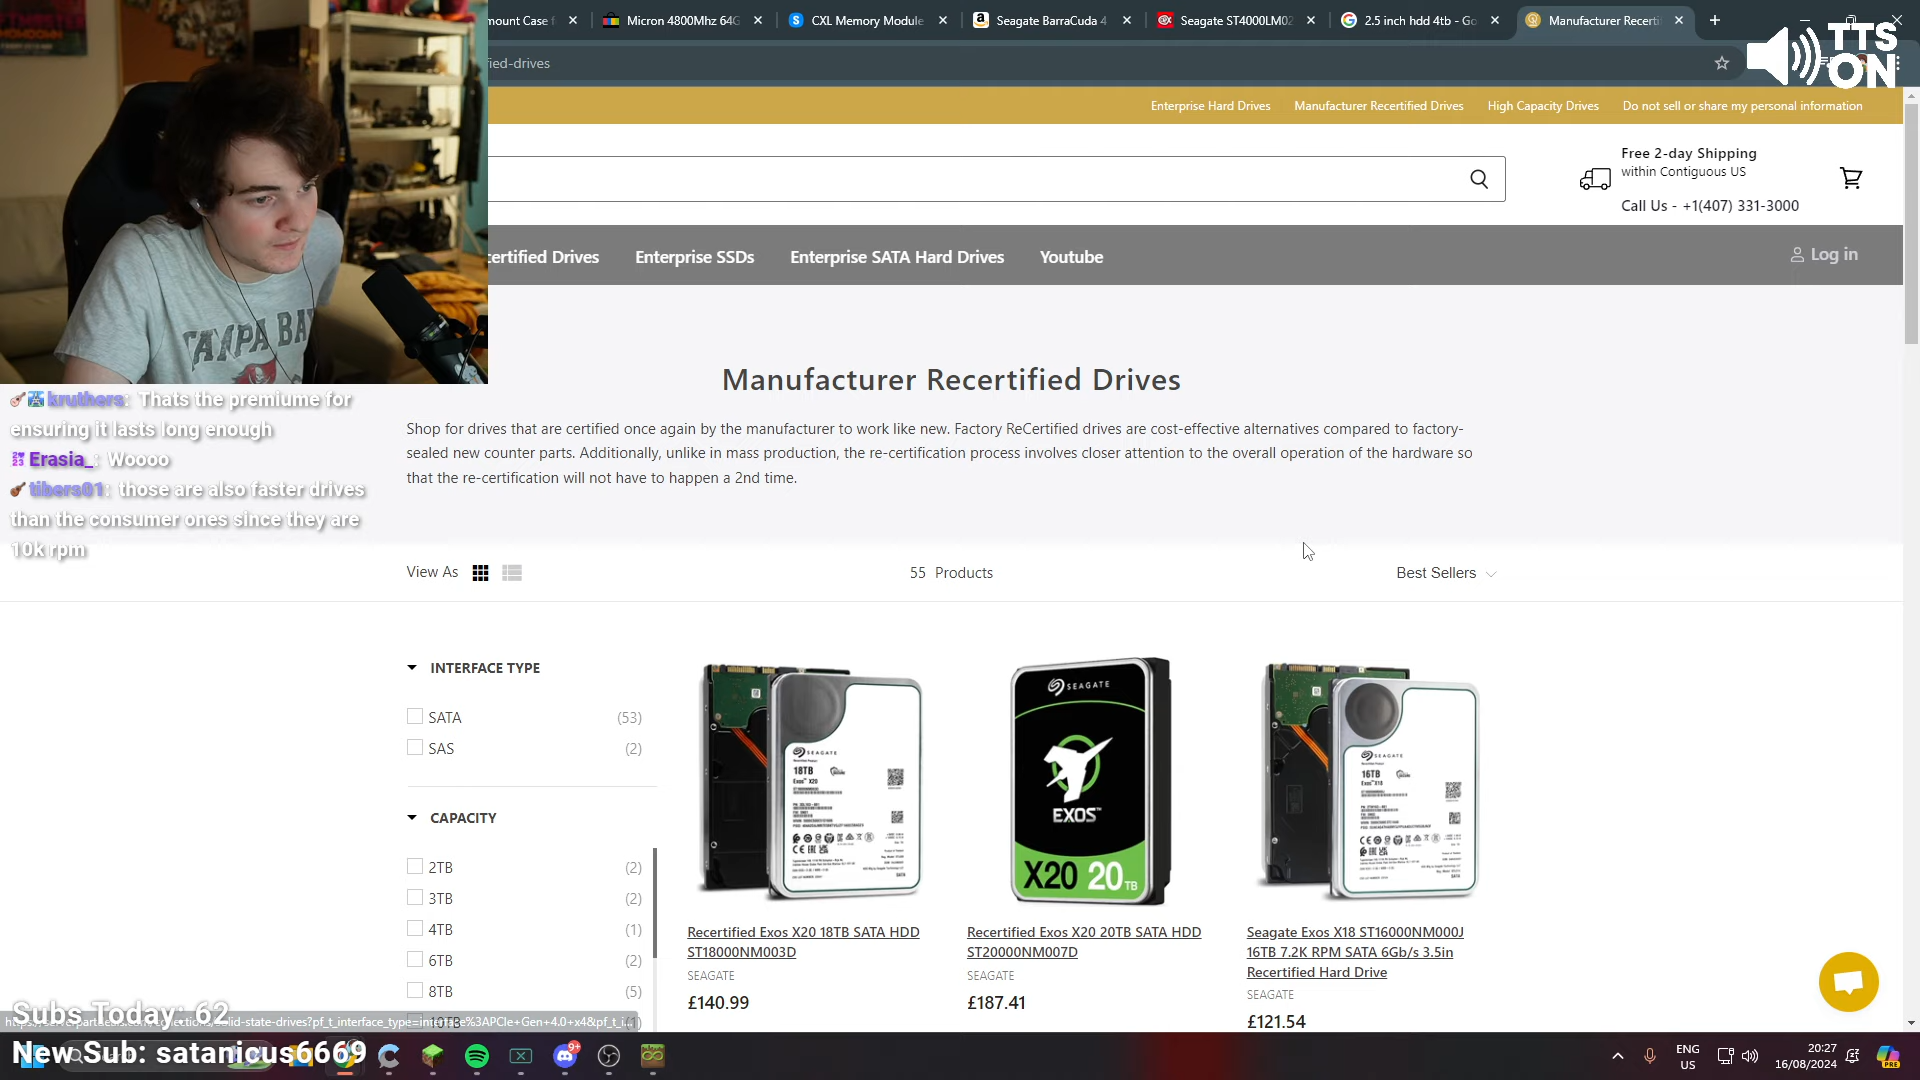 mount Case f
Micron 4800Mhz 64G
CXL Memory Module
Seagate BarraCuda 4
Seagate ST4000LM02
2.5 inch hdd 4tb - Go
Manufacturer Recerti
TTS
ON
ied-drives
Enterprise Hard Drives
Manufacturer Recertified Drives
High Capacity Drives
Do not sell or share my personal information
Free 2-day Shipping
within Contiguous US
Call Us - +1(407) 331-3000
certified Drives
Enterprise SSDs
Enterprise SATA Hard Drives
Youtube
Log in
TAMPA BAY
Manufacturer Recertified Drives
Shop for drives that are certified once again by the manufacturer to work like new. Factory ReCertified drives are cost-effective alternatives compared to factory-
sealed new counter parts. Additionally, unlike in mass production, the re-certification process involves closer attention to the overall operation of the hardware so
that the re-certification will not have to happen a 2nd time.
kruthers: Thats the premiume for
ensuring it lasts long enough
Erasia_: Woooo
tibers01: those are also faster drives
than the consumer ones since they are
10k rpm
View As
55 Products
Best Sellers
INTERFACE TYPE
SATA (53)
SAS (2)
CAPACITY
2TB (2)
3TB (2)
4TB (1)
6TB (2)
8TB (5)
SEAGATE
18TB
SEAGATE
EXOS
X20 20TB
SEAGATE
16TB
Recertified Exos X20 18TB SATA HDD
ST18000NM003D
SEAGATE
£140.99
Recertified Exos X20 20TB SATA HDD
ST20000NM007D
SEAGATE
£187.41
Seagate Exos X18 ST16000NM000J
16TB 7.2K RPM SATA 6Gb/s 3.5in
Recertified Hard Drive
SEAGATE
£121.54
Subs Today: 62
New Sub: satanicus6669
9+
ENG
US
20:27
16/08/2024
PRE